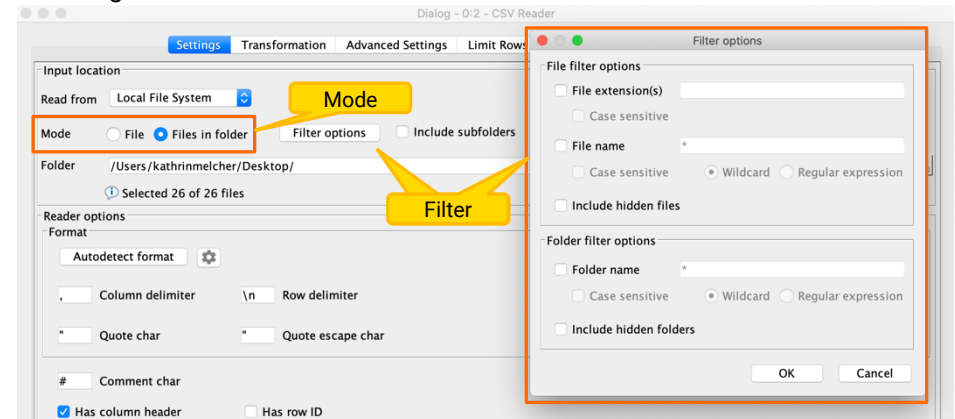 Dialog - 0:2 - CSV Reader
Settings Transformation Advanced Settings Limit Rows
Input location
Read from Local File System
Mode File Files in folder Filter options Include subfolders
Mode
Folder /Users/kathrinmelcher/Desktop/
Selected 26 of 26 files
Filter
Reader options
Format
Autodetect format
, Column delimiter \n Row delimiter
" Quote char " Quote escape char
# Comment char
Has column header Has row ID
Filter options
File filter options
File extension(s)
Case sensitive
File name *
Case sensitive Wildcard Regular expression
Include hidden files
Folder filter options
Folder name *
Case sensitive Wildcard Regular expression
Include hidden folders
OK Cancel